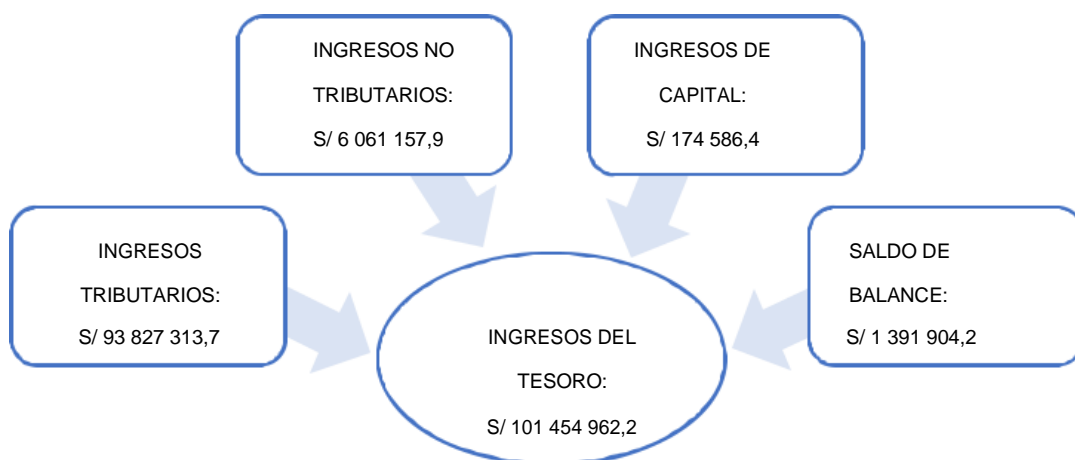 INGRESOS NO
TRIBUTARIOS:
S/ 6 061 157,9
INGRESOS DE
CAPITAL:
S/ 174 586,4
INGRESOS
TRIBUTARIOS:
S/ 93 827 313,7
SALDO DE
BALANCE:
S/ 1 391 904,2
INGRESOS DEL
TESORO:
S/ 101 454 962,2